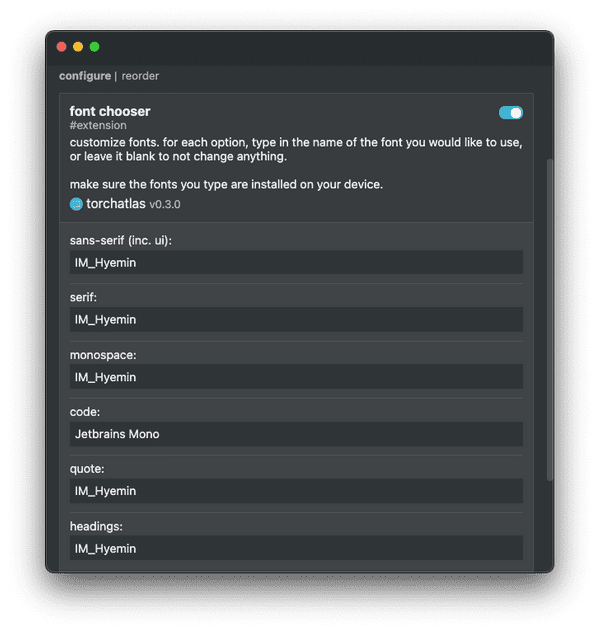 configure | reorder
font chooser
#extension
customize fonts. for each option, type in the name of the font you would like to use,
or leave it blank to not change anything.
make sure the fonts you type are installed on your device.
torchatlas v0.3.0
sans-serif (inc. ui):
IM_Hyemin
serif:
IM_Hyemin
monospace:
IM_Hyemin
code:
Jetbrains Mono
quote:
IM_Hyemin
headings:
IM_Hyemin